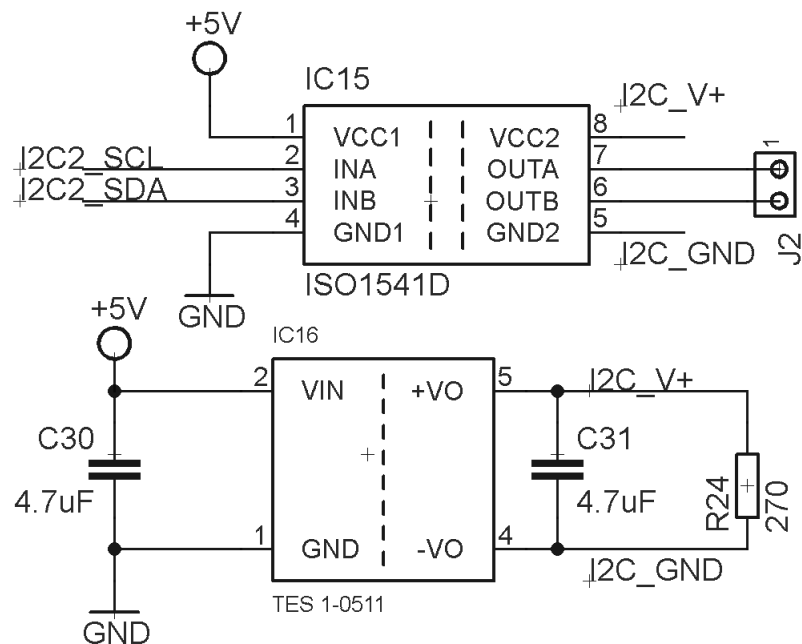 +5V
IC15
I2C_V+
1 VCC1 VCC2 8
I2C2_SCL 2 INA OUTA 7 1
I2C2_SDA 3 INB OUTB 6
4 GND1 GND2 5
J2
I2C_GND
ISO1541D
GND
+5V
IC16
2 VIN +VO 5 I2C_V+
C30 C31
4.7uF 4.7uF R24 270
1 GND -VO 4
I2C_GND
TES 1-0511
GND